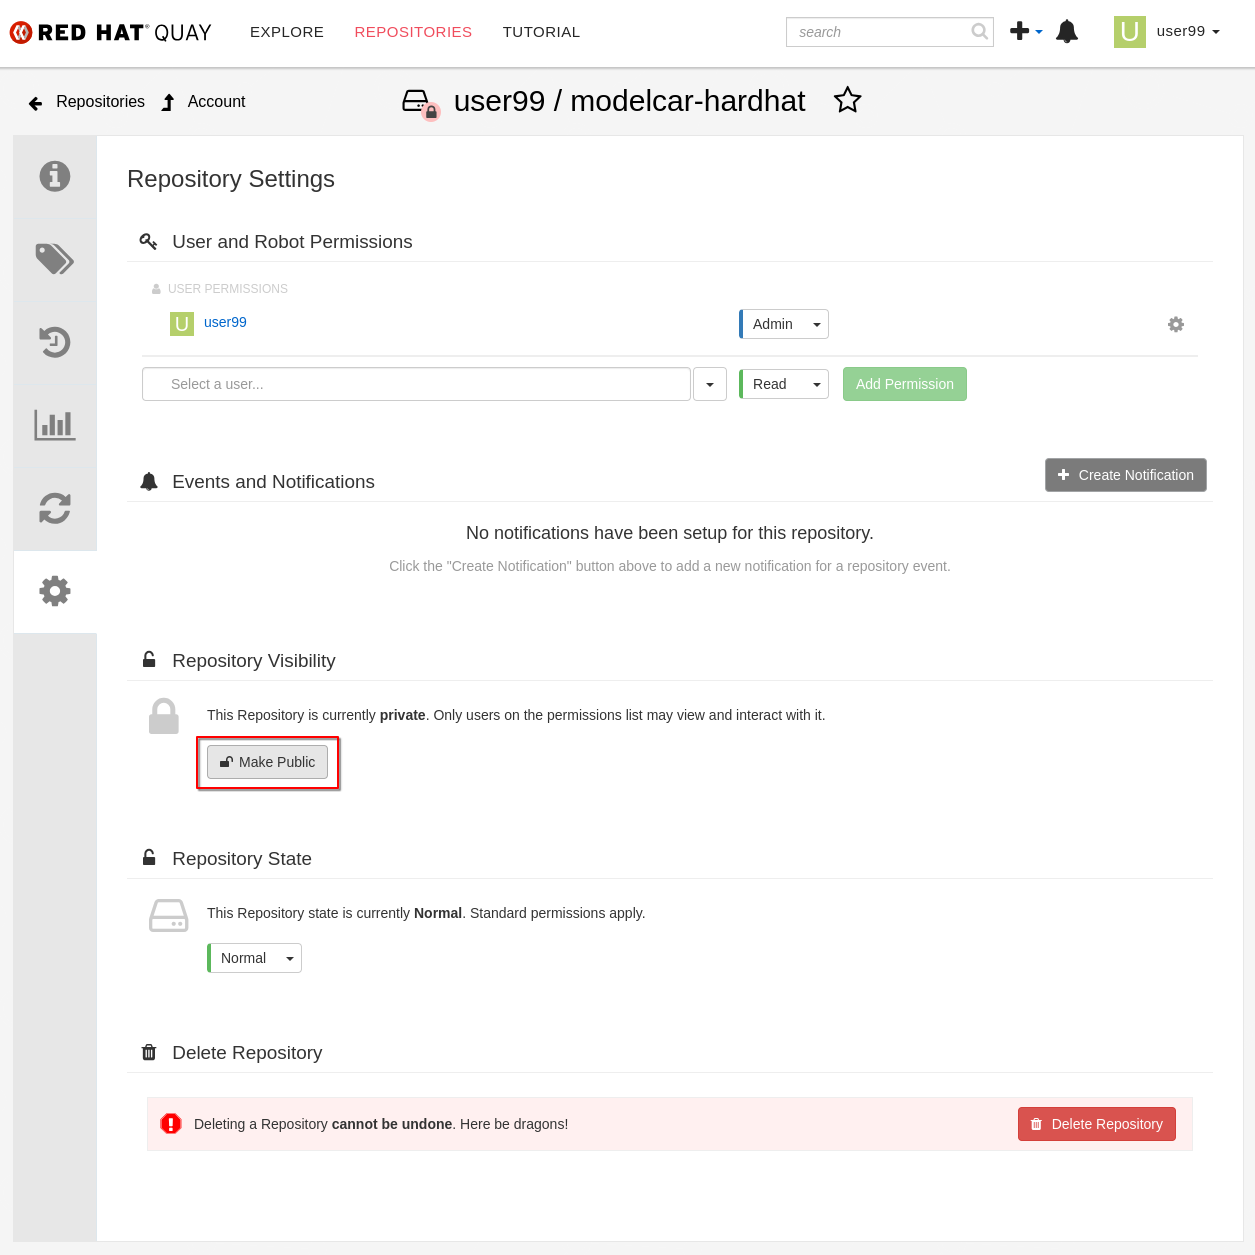 RED HAT® QUAY EXPLORE REPOSITORIES TUTORIAL search U user99
Repositories Account user99 / modelcar-hardhat
Repository Settings
User and Robot Permissions
USER PERMISSIONS
U user99 Admin
Select a user... Read Add Permission
Events and Notifications Create Notification
No notifications have been setup for this repository.
Click the "Create Notification" button above to add a new notification for a repository event.
Repository Visibility
This Repository is currently private. Only users on the permissions list may view and interact with it.
Make Public
Repository State
This Repository state is currently Normal. Standard permissions apply.
Normal
Delete Repository
Deleting a Repository cannot be undone. Here be dragons! Delete Repository